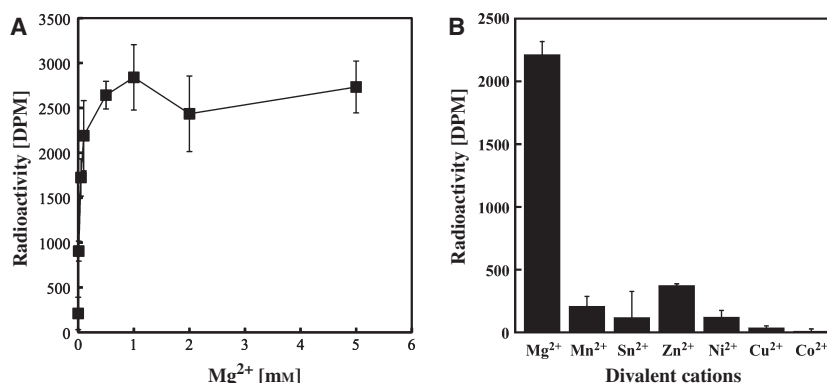 A
3500
3000
2500
2000
1500
1000
500
0
Radioactivity [DPM]
0 1 2 3 4 5 6
Mg²⁺ [mM]
B
2500
2000
1500
1000
500
0
Radioactivity [DPM]
Mg²⁺ Mn²⁺ Sn²⁺ Zn²⁺ Ni²⁺ Cu²⁺ Co²⁺
Divalent cations